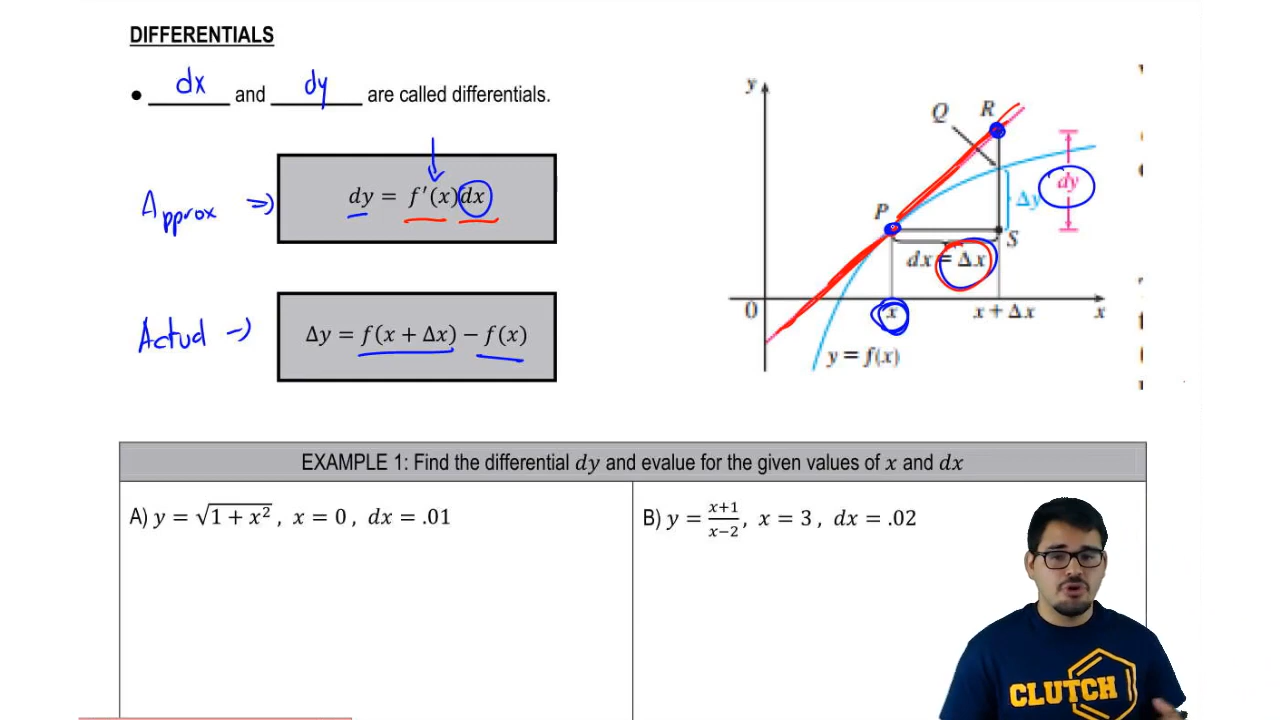 DIFFERENTIALS
• dx and dy are called differentials.
Approx => dy = f′(x)dx
Actual -> Δy = f(x + Δx) − f(x)
y
Q R
P
dy
Δy
S
dx = Δx
0 x x + Δx x
y = f(x)
EXAMPLE 1: Find the differential dy and evalue for the given values of x and dx
A) y = √1 + x², x = 0, dx = .01
B) y = x+1/x−2, x = 3, dx = .02
CLUTCH